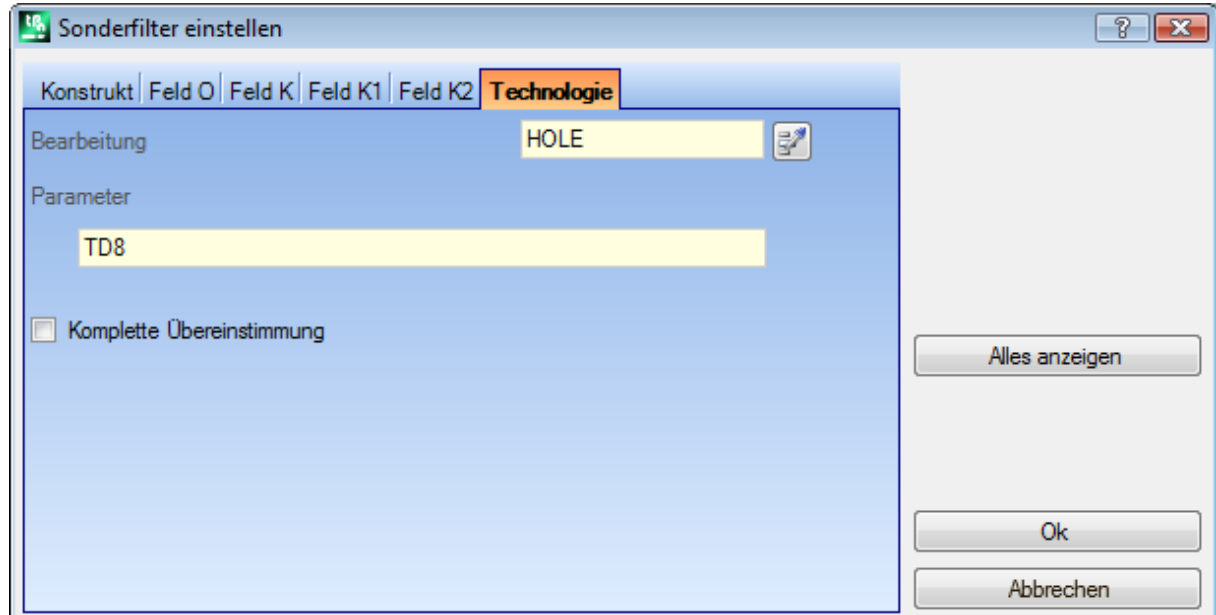 Sonderfilter einstellen
Konstrukt Feld O Feld K Feld K1 Feld K2 Technologie
Bearbeitung HOLE
Parameter
TD8
Komplette Übereinstimmung
Alles anzeigen
Ok
Abbrechen